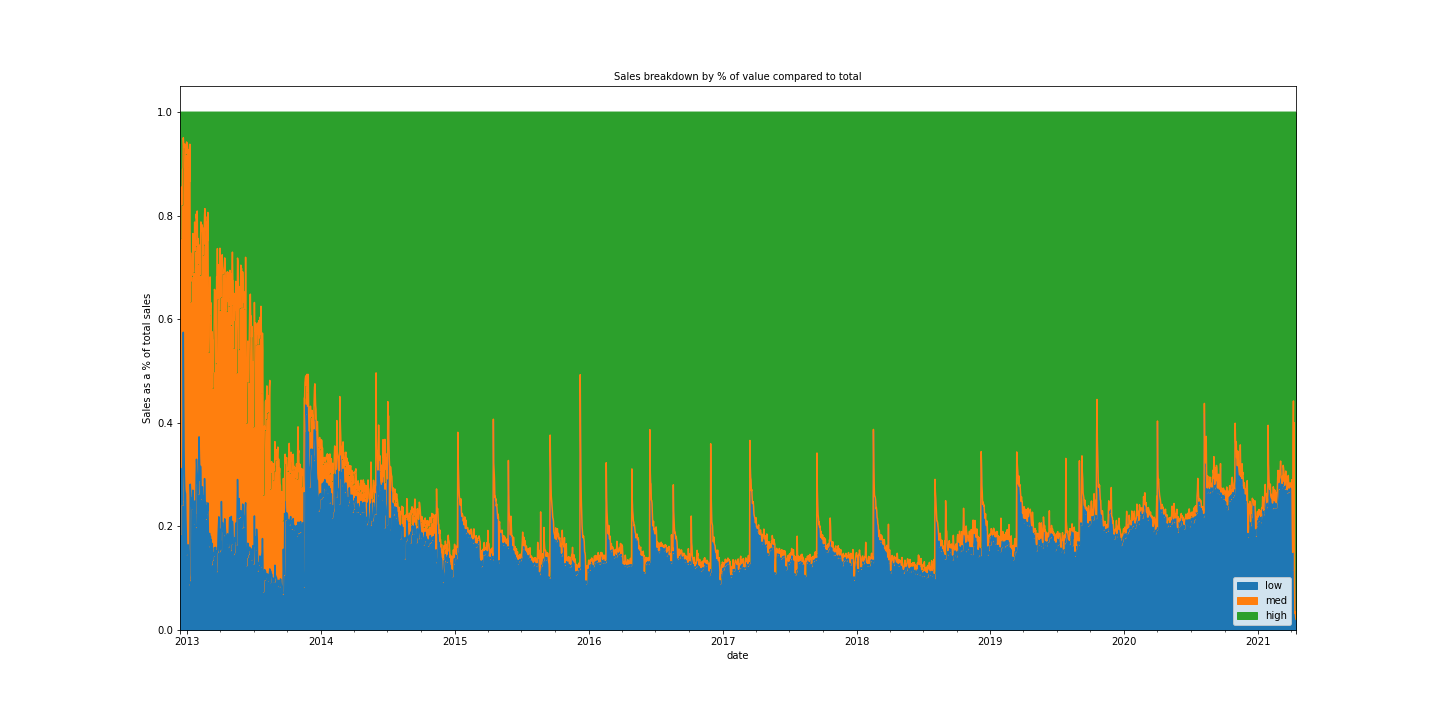 Sales breakdown by % of value compared to total
1.0
0.8
0.6
0.4
0.2
0.0
Sales as a % of total sales
2013 2014 2015 2016 2017 2018 2019 2020 2021
date
low
med
high